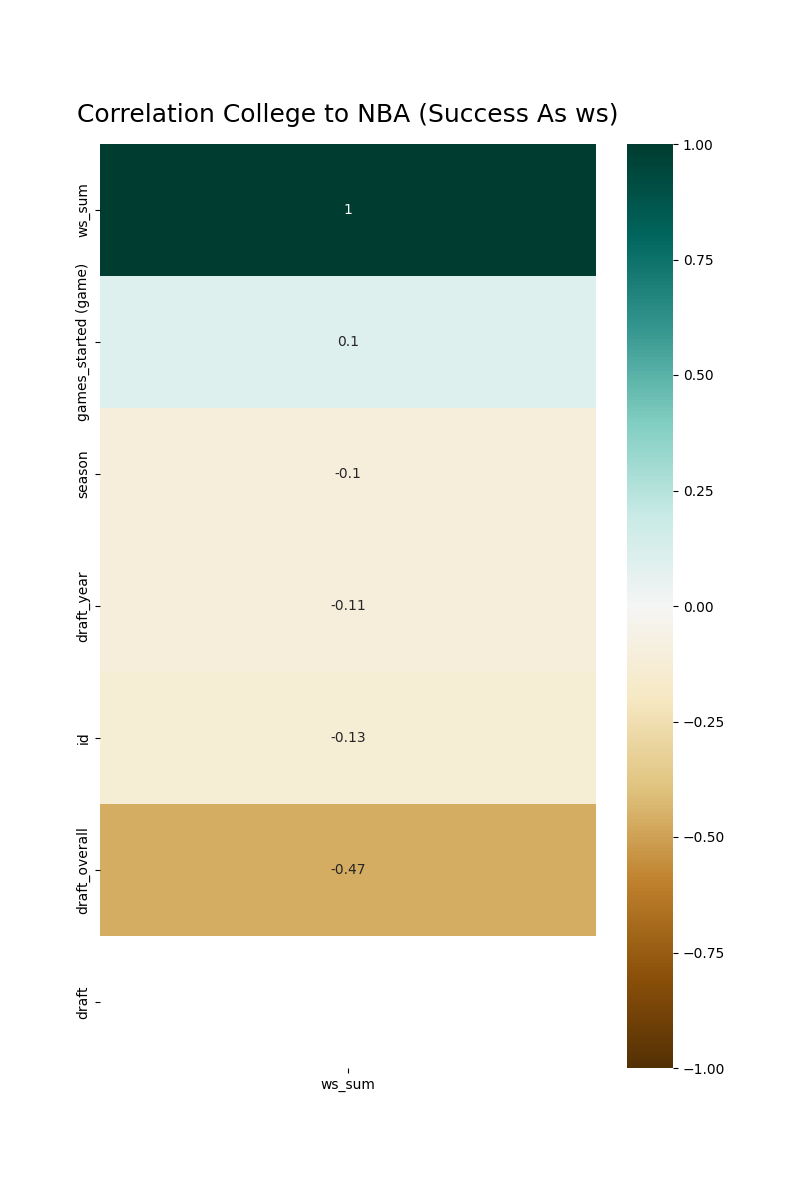 Correlation College to NBA (Success As ws)
ws_sum
1
games_started (game)
0.1
season
-0.1
draft_year
-0.11
id
-0.13
draft_overall
-0.47
draft
ws_sum
1.00
0.75
0.50
0.25
0.00
−0.25
−0.50
−0.75
−1.00